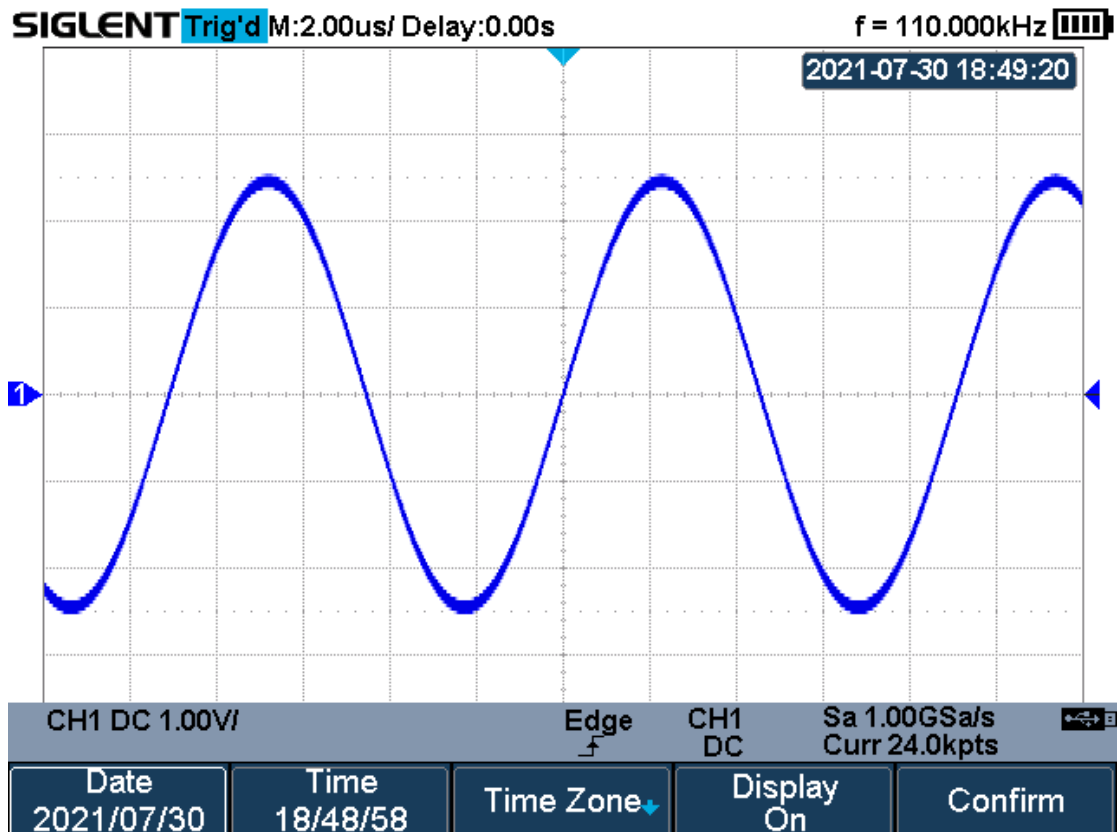 SIGLENT Trig'd M:2.00us/ Delay:0.00s f = 110.000kHz
2021-07-30 18:49:20
1
CH1 DC 1.00V/ Edge CH1 Sa 1.00GSa/s
DC Curr 24.0kpts
Date Time Time Zone Display Confirm
2021/07/30 18/48/58 On